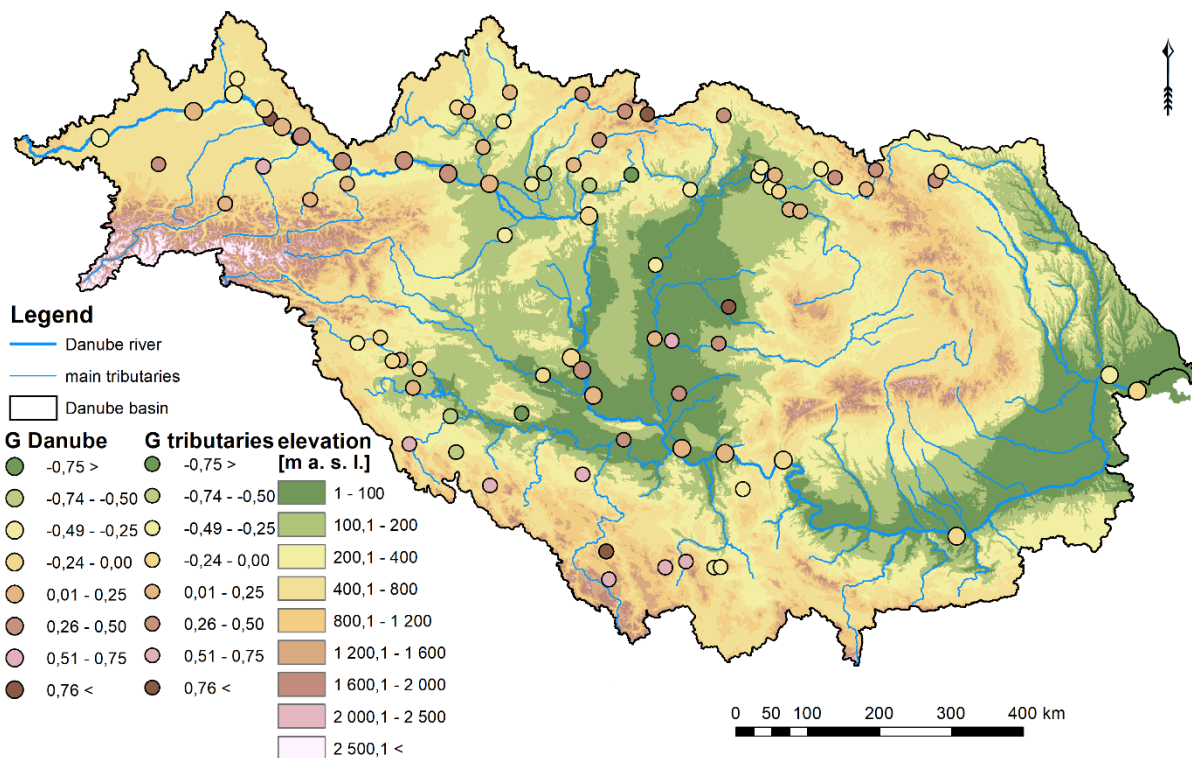 Legend
Danube river
main tributaries
Danube basin
G Danube
-0,75 >
-0,74 - -0,50
-0,49 - -0,25
-0,24 - 0,00
0,01 - 0,25
0,26 - 0,50
0,51 - 0,75
0,76 <
G tributaries
-0,75 >
-0,74 - -0,50
-0,49 - -0,25
-0,24 - 0,00
0,01 - 0,25
0,26 - 0,50
0,51 - 0,75
0,76 <
elevation
[m a. s. l.]
1 - 100
100,1 - 200
200,1 - 400
400,1 - 800
800,1 - 1 200
1 200,1 - 1 600
1 600,1 - 2 000
2 000,1 - 2 500
2 500,1 <
0 50 100 200 300 400 km